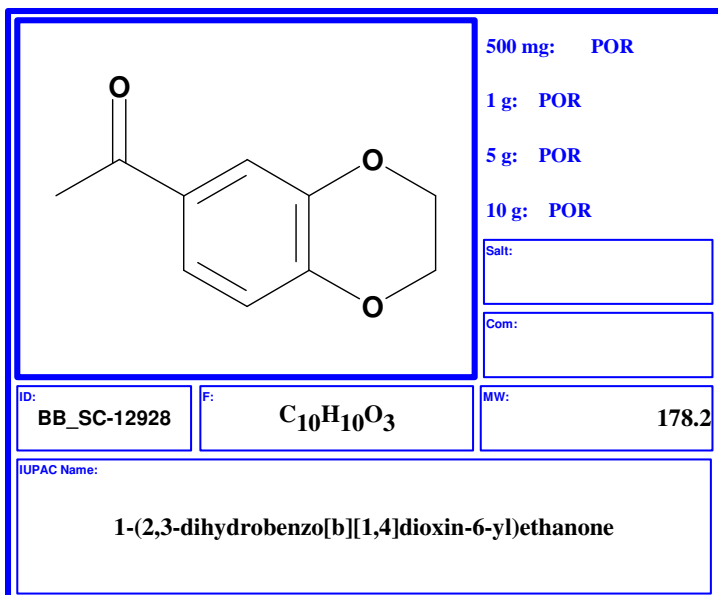 O
O
O
500 mg: POR
1 g: POR
5 g: POR
10 g: POR
Salt:
Com:
ID:
BB_SC-12928
F:
C10H10O3
MW:
178.2
IUPAC Name:
1-(2,3-dihydrobenzo[b][1,4]dioxin-6-yl)ethanone